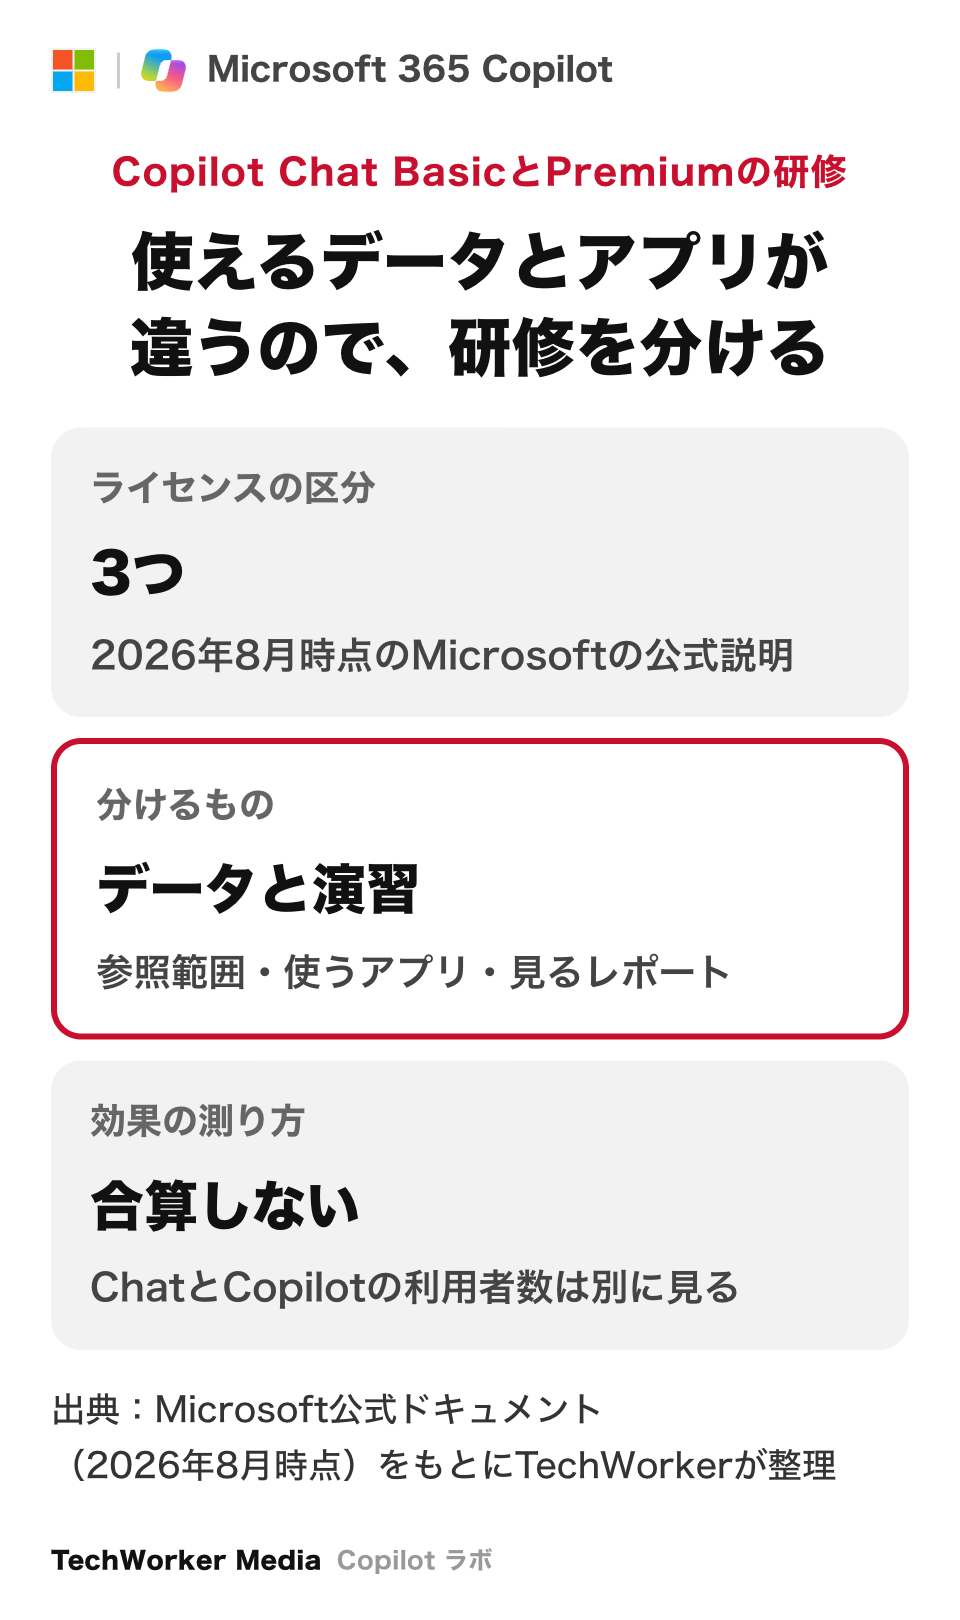 Microsoft 365 Copilot
Copilot Chat BasicとPremiumの研修
使えるデータとアプリが
違うので、研修を分ける
ライセンスの区分
3つ
2026年8月時点のMicrosoftの公式説明
分けるもの
データと演習
参照範囲・使うアプリ・見るレポート
効果の測り方
合算しない
ChatとCopilotの利用者数は別に見る
出典：Microsoft公式ドキュメント
（2026年8月時点）をもとにTechWorkerが整理
TechWorker Media Copilot ラボ